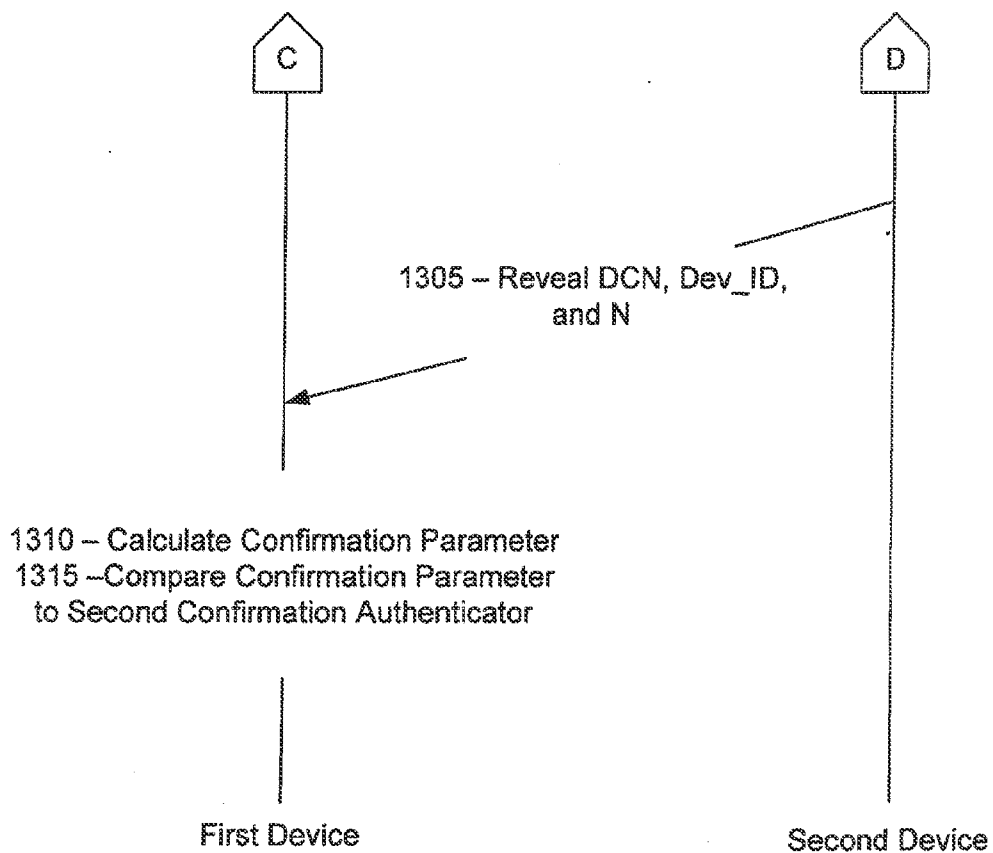 C
D
1305 – Reveal DCN, Dev_ID,
and N
1310 – Calculate Confirmation Parameter
1315 –Compare Confirmation Parameter
to Second Confirmation Authenticator
First Device
Second Device